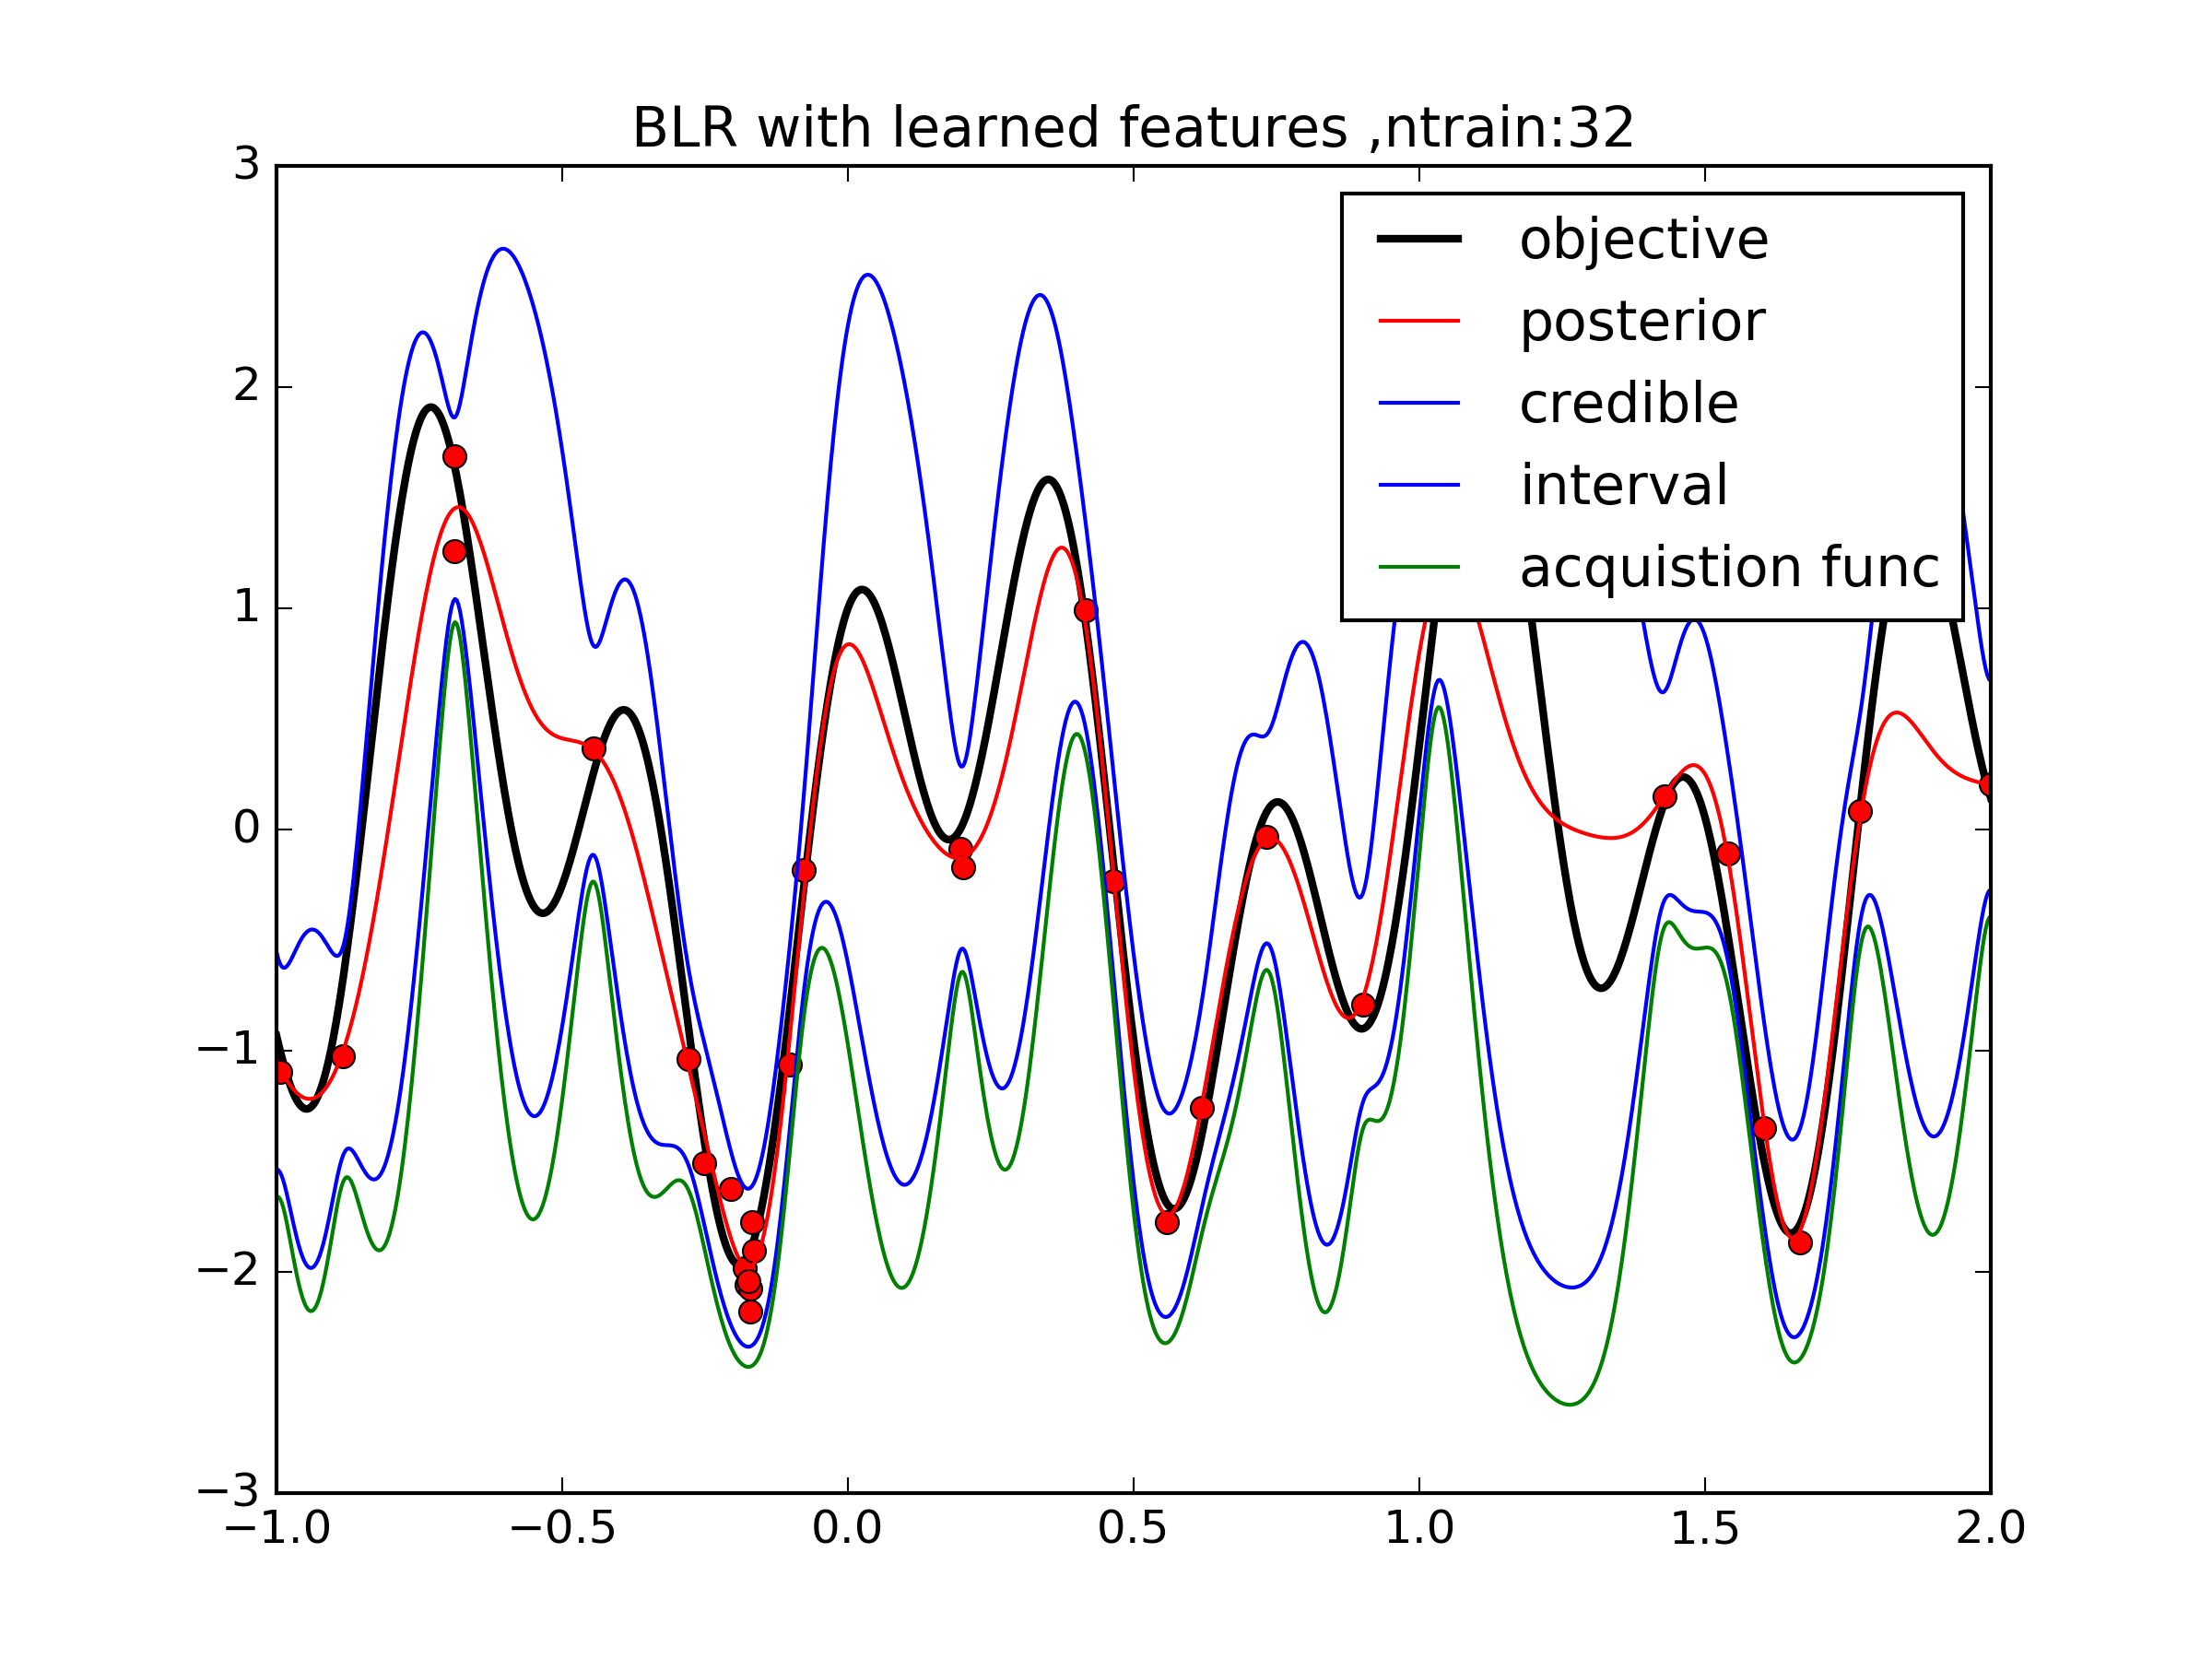 BLR with learned features ,ntrain:32
3
2
1
0
−1
−2
−3
−1.0 −0.5 0.0 0.5 1.0 1.5 2.0
objective
posterior
credible
interval
acquistion func